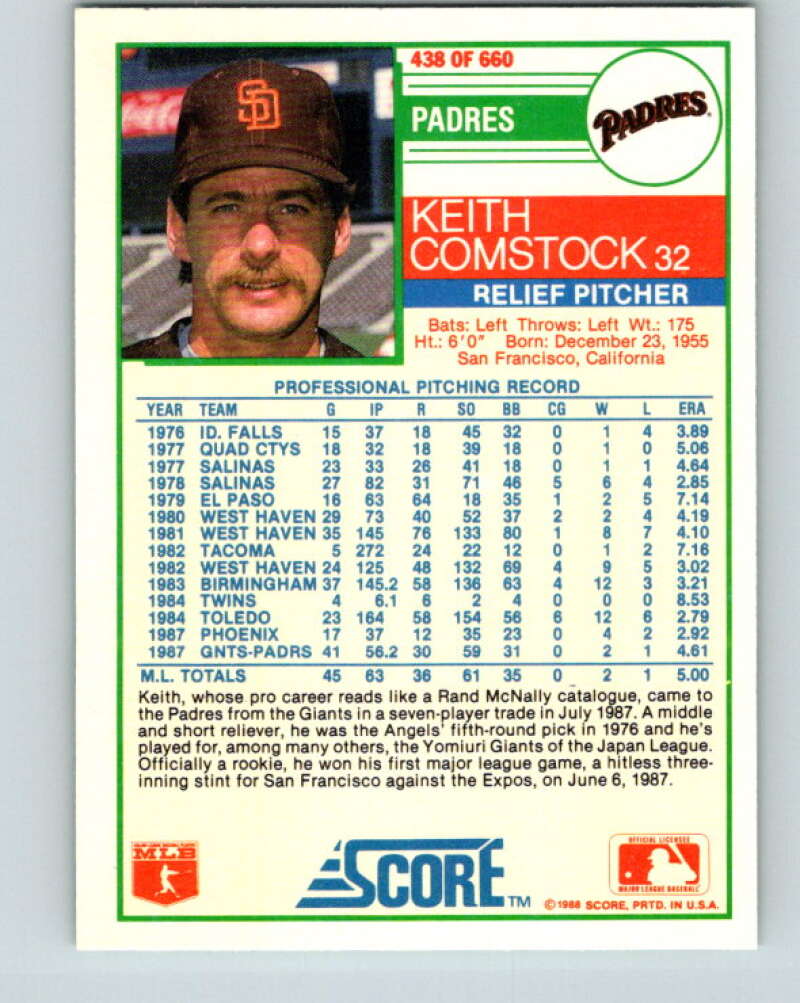 438 OF 660
PADRES
PADRES
KEITH
COMSTOCK 32
RELIEF PITCHER
SD
Bats: Left Throws: Left Wt.: 175
Ht.: 6'0" Born: December 23, 1955
San Francisco, California
PROFESSIONAL PITCHING RECORD
YEAR TEAM G IP R SO BB CG W L ERA
1976 ID. FALLS 15 37 18 45 32 0 1 4 3.89
1977 QUAD CTYS 18 32 18 39 18 0 1 0 5.06
1977 SALINAS 23 33 26 41 18 0 1 1 4.64
1978 SALINAS 27 82 31 71 46 5 6 4 2.85
1979 EL PASO 16 63 64 18 35 1 2 5 7.14
1980 WEST HAVEN 29 73 40 52 37 2 2 4 4.19
1981 WEST HAVEN 35 145 76 133 80 1 8 7 4.10
1982 TACOMA 5 272 24 22 12 0 1 2 7.16
1982 WEST HAVEN 24 125 48 132 69 4 9 5 3.02
1983 BIRMINGHAM 37 145.2 58 136 63 4 12 3 3.21
1984 TWINS 4 6.1 6 2 4 0 0 0 8.53
1984 TOLEDO 23 164 58 154 56 6 12 6 2.79
1987 PHOENIX 17 37 12 35 23 0 4 2 2.92
1987 GNTS-PADRS 41 56.2 30 59 31 0 2 1 4.61
M.L. TOTALS 45 63 36 61 35 0 2 1 5.00
Keith, whose pro career reads like a Rand McNally catalogue, came to
the Padres from the Giants in a seven-player trade in July 1987. A middle
and short reliever, he was the Angels' fifth-round pick in 1976 and he's
played for, among many others, the Yomiuri Giants of the Japan League.
Officially a rookie, he won his first major league game, a hitless three-
inning stint for San Francisco against the Expos, on June 6, 1987.
MLB
SCORE TM
OFFICIAL LICENSEE
MAJOR LEAGUE BASEBALL
©1988 SCORE, PRTD. IN U.S.A.